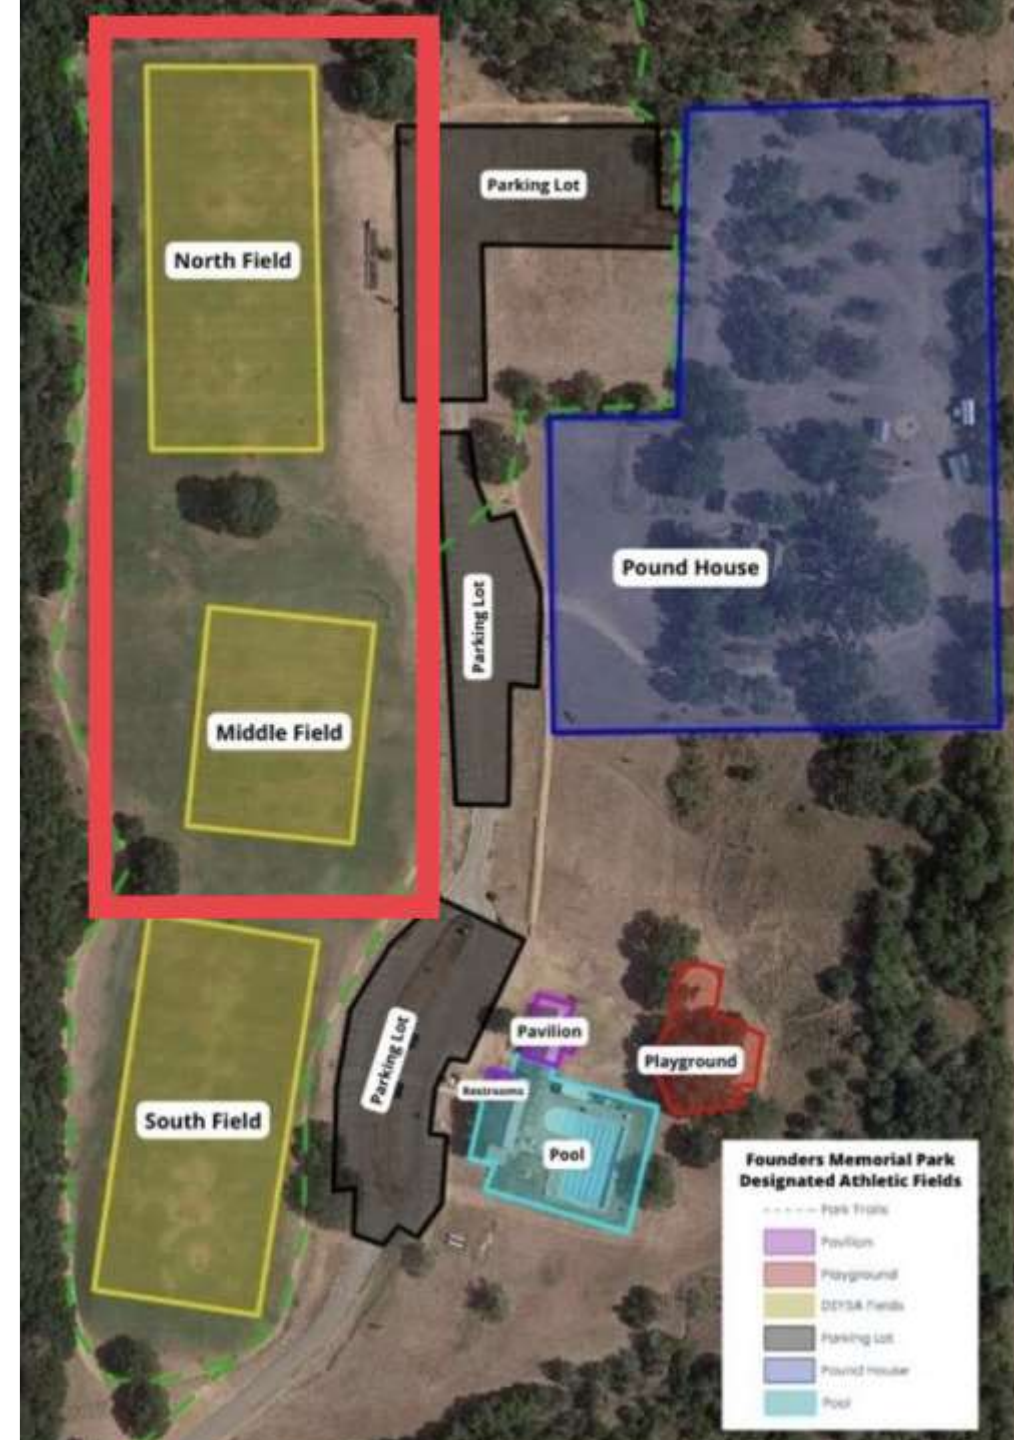 Parking Lot
North Field
Pound House
Parking Lot
Middle Field
Pavilion
Parking Lot
Playground
Restrooms
South Field
Pool
Founders Memorial Park
Designated Athletic Fields
Park Trails
Pavilion
Playground
DSYSA Fields
Parking Lot
Pound House
Pool